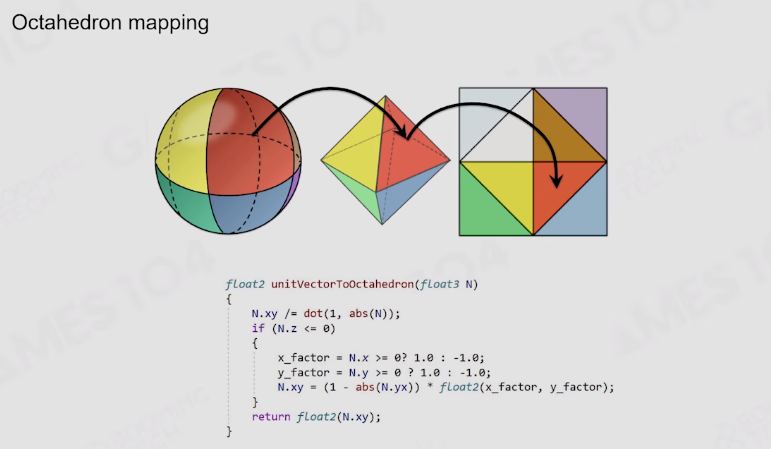 Octahedron mapping
float2 unitVectorToOctahedron(float3 N)
{
N.xy /= dot(1, abs(N));
if (N.z <= 0)
{
x_factor = N.x >= 0? 1.0 : -1.0;
y_factor = N.y >= 0 ? 1.0 : -1.0;
N.xy = (1 - abs(N.yx)) * float2(x_factor, y_factor);
}
return float2(N.xy);
}